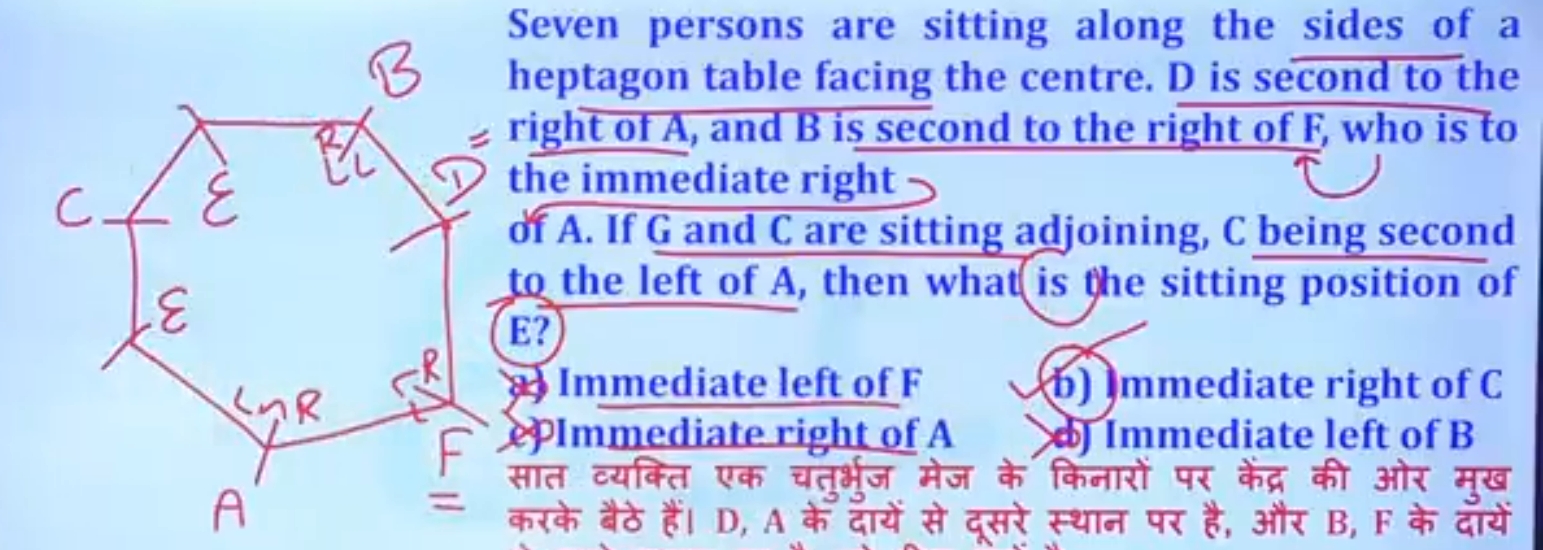 Seven persons are sitting along the sides of a
heptagon table facing the centre. D is second to the
right of A, and B is second to the right of F, who is to
the immediate right
of A. If G and C are sitting adjoining, C being second
to the left of A, then what is the sitting position of
E?
a) Immediate left of F b) Immediate right of C
c) Immediate right of A d) Immediate left of B
सात व्यक्ति एक चतुर्भुज मेज के किनारों पर केंद्र की ओर मुख
करके बैठे हैं। D, A के दायें से दूसरे स्थान पर है, और B, F के दायें
B
R
L
D
=
C
E
E
R
R
F
=
A